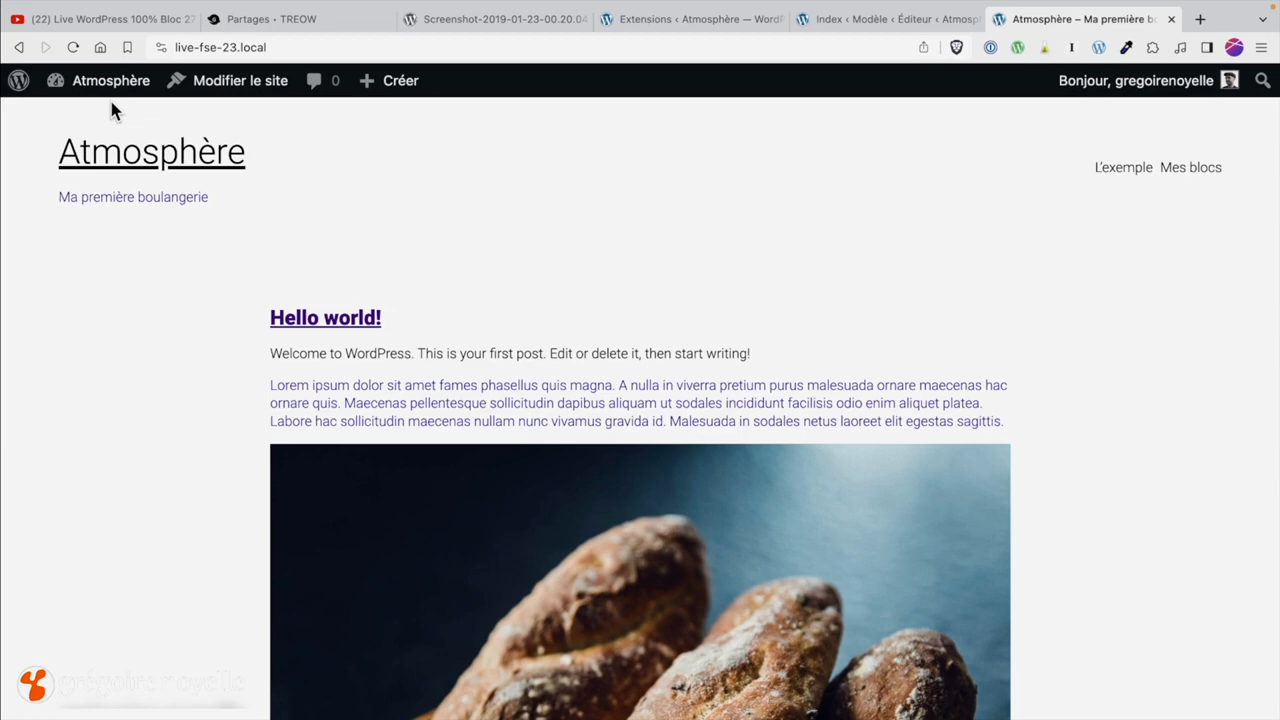 (22) Live WordPress 100% Bloc 27
Partages • TREOW
Screenshot-2019-01-23-00.20.04
Extensions ‹ Atmosphère — WordP
Index ‹ Modèle ‹ Éditeur ‹ Atmosp
Atmosphère – Ma première bo
live-fse-23.local
Atmosphère
Modifier le site
0
Créer
Bonjour, gregoirenoyelle
Atmosphère
Ma première boulangerie
L'exemple Mes blocs
Hello world!
Welcome to WordPress. This is your first post. Edit or delete it, then start writing!
Lorem ipsum dolor sit amet fames phasellus quis magna. A nulla in viverra pretium purus malesuada ornare maecenas hac
ornare quis. Maecenas pellentesque sollicitudin dapibus aliquam ut sodales incididunt facilisis odio enim aliquet platea.
Labore hac sollicitudin maecenas nullam nunc vivamus gravida id. Malesuada in sodales netus laoreet elit egestas sagittis.
grégoire noyelle